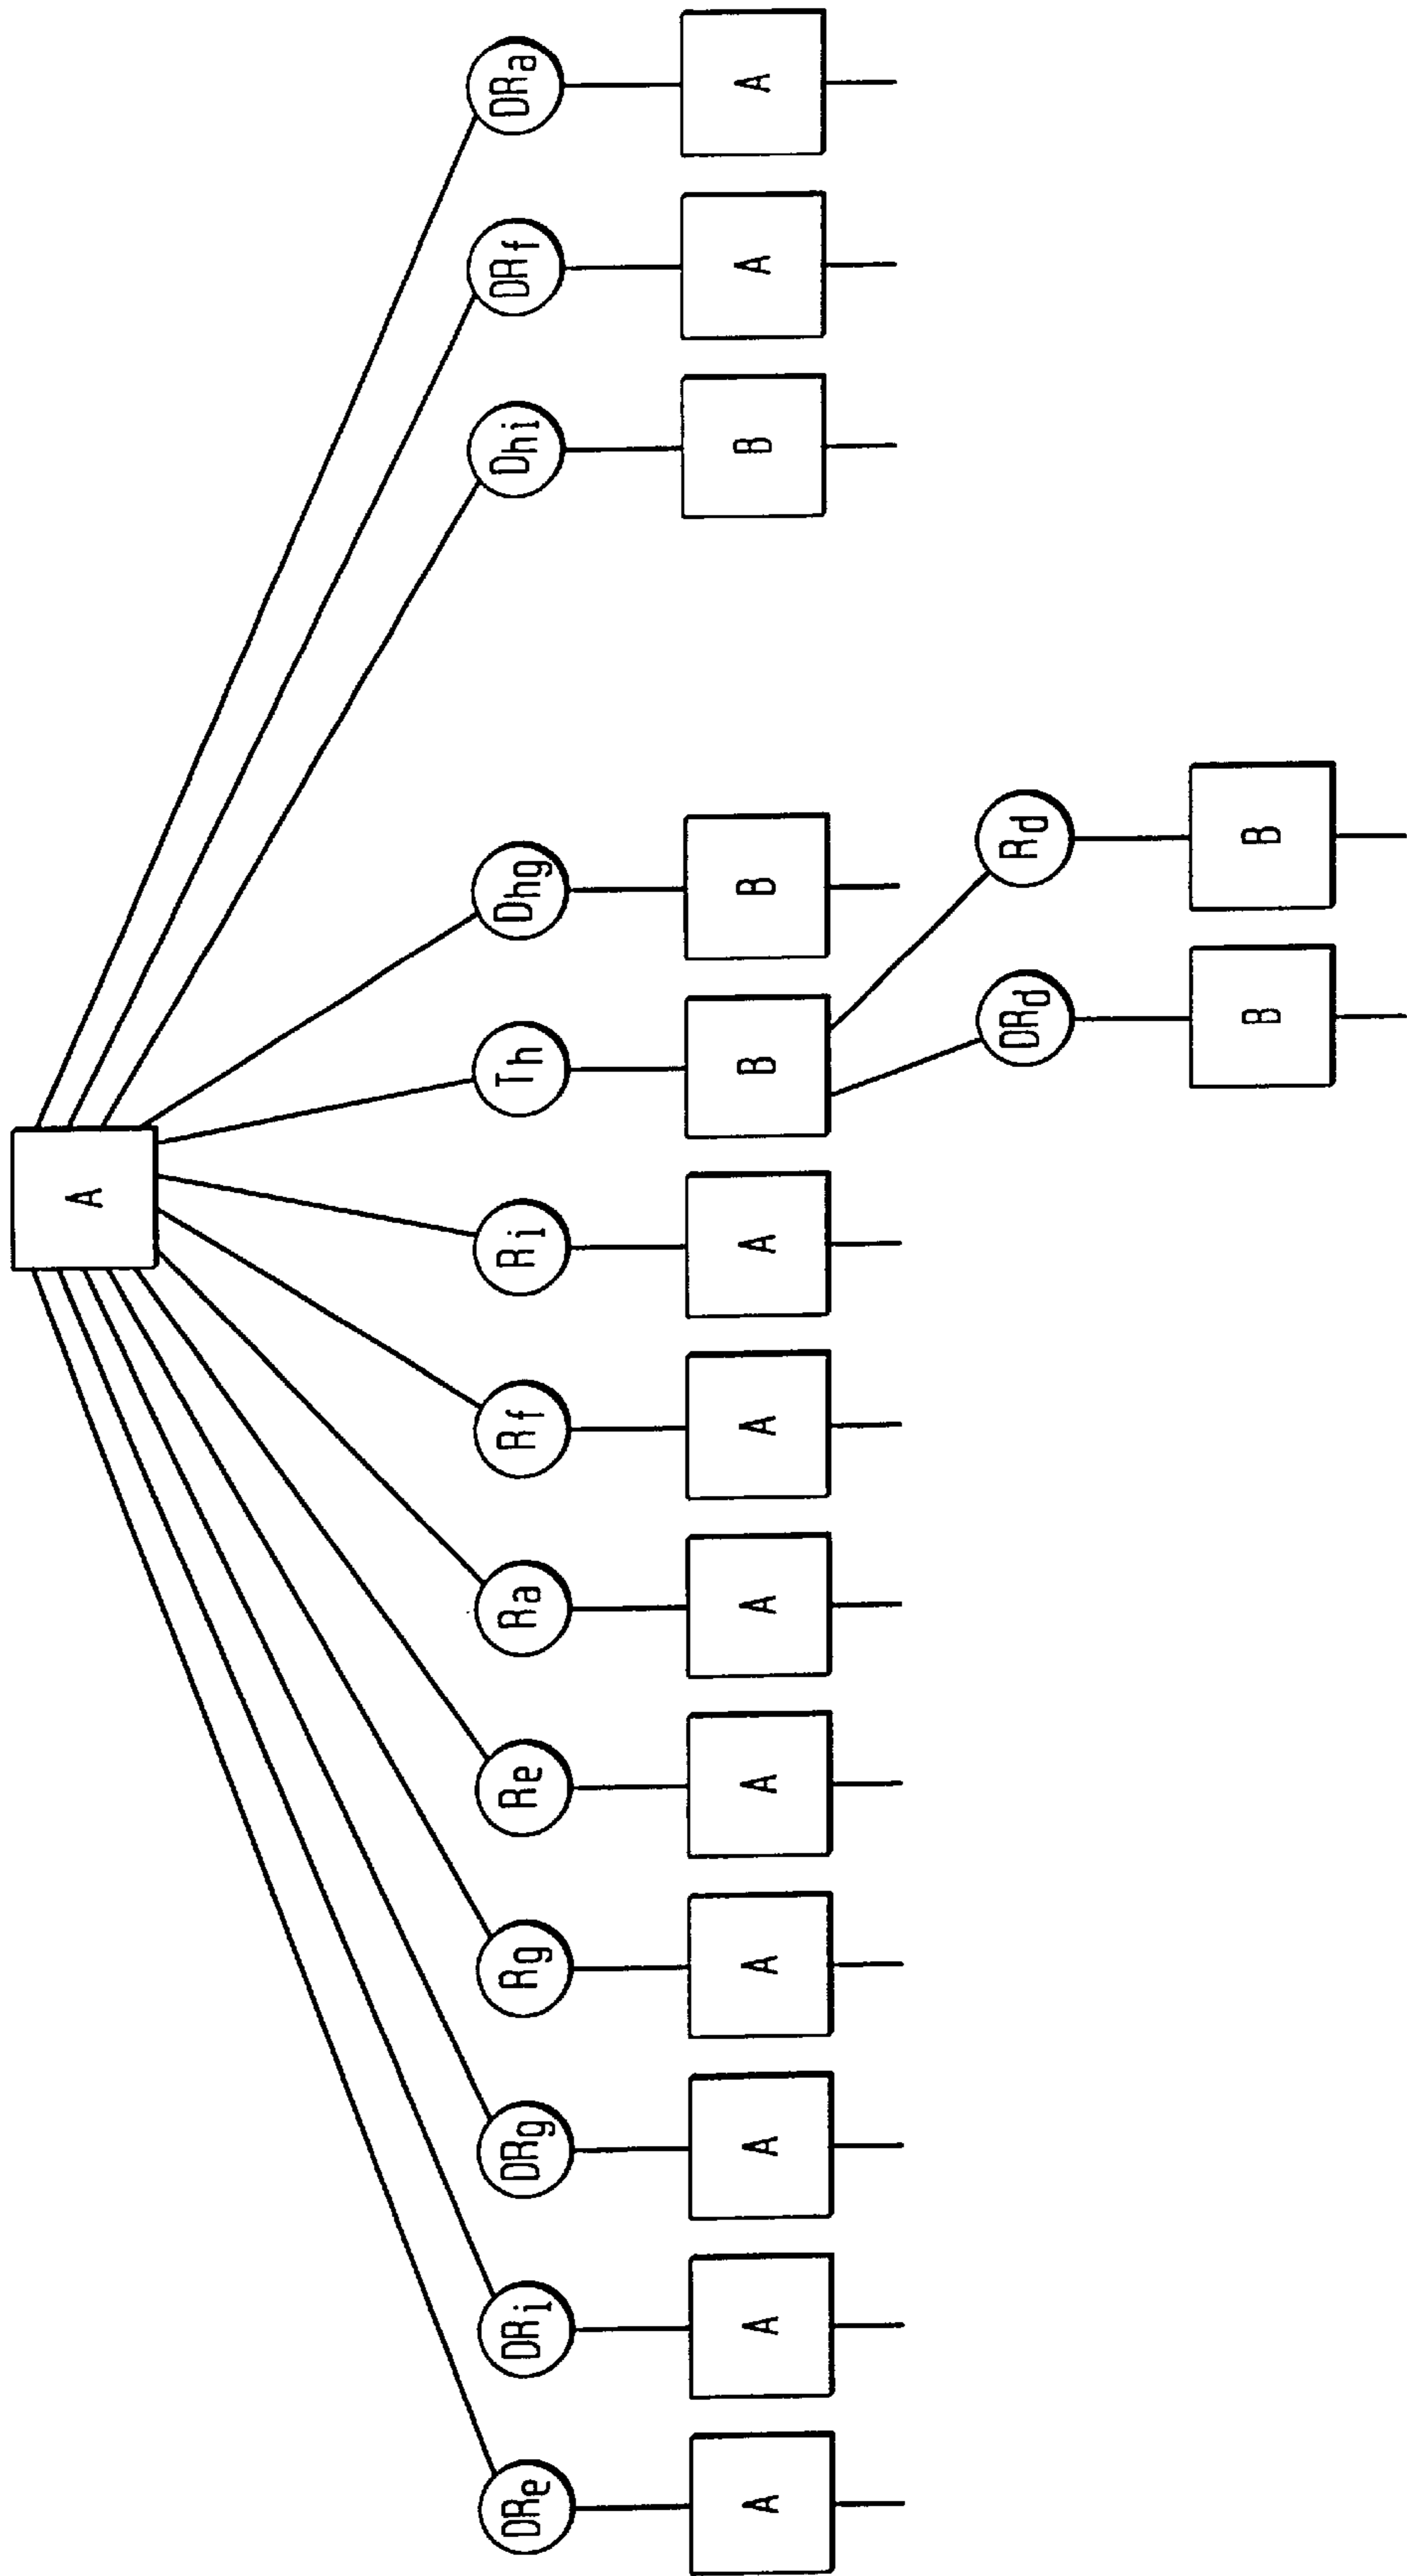 A
DRe DRi DRg Rg Re Ra Rf Ri Th Dhg Dhi DRf DRa
A A A A A A A A B B B A A
DRd Rd
B B